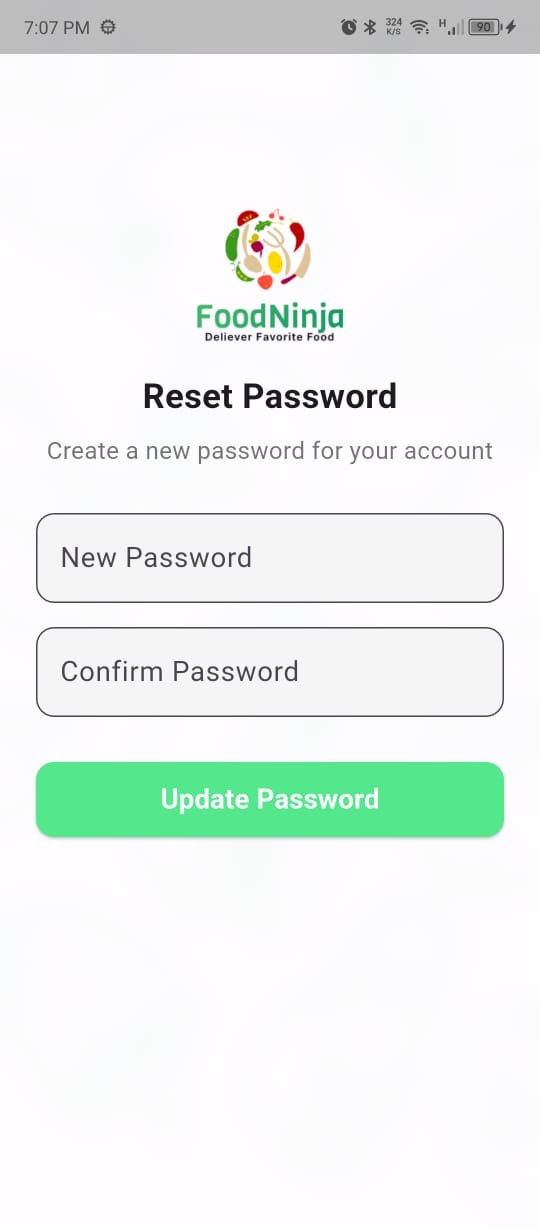 7:07 PM
324
K/S
H
90
FoodNinja
Deliever Favorite Food
Reset Password
Create a new password for your account
New Password
Confirm Password
Update Password